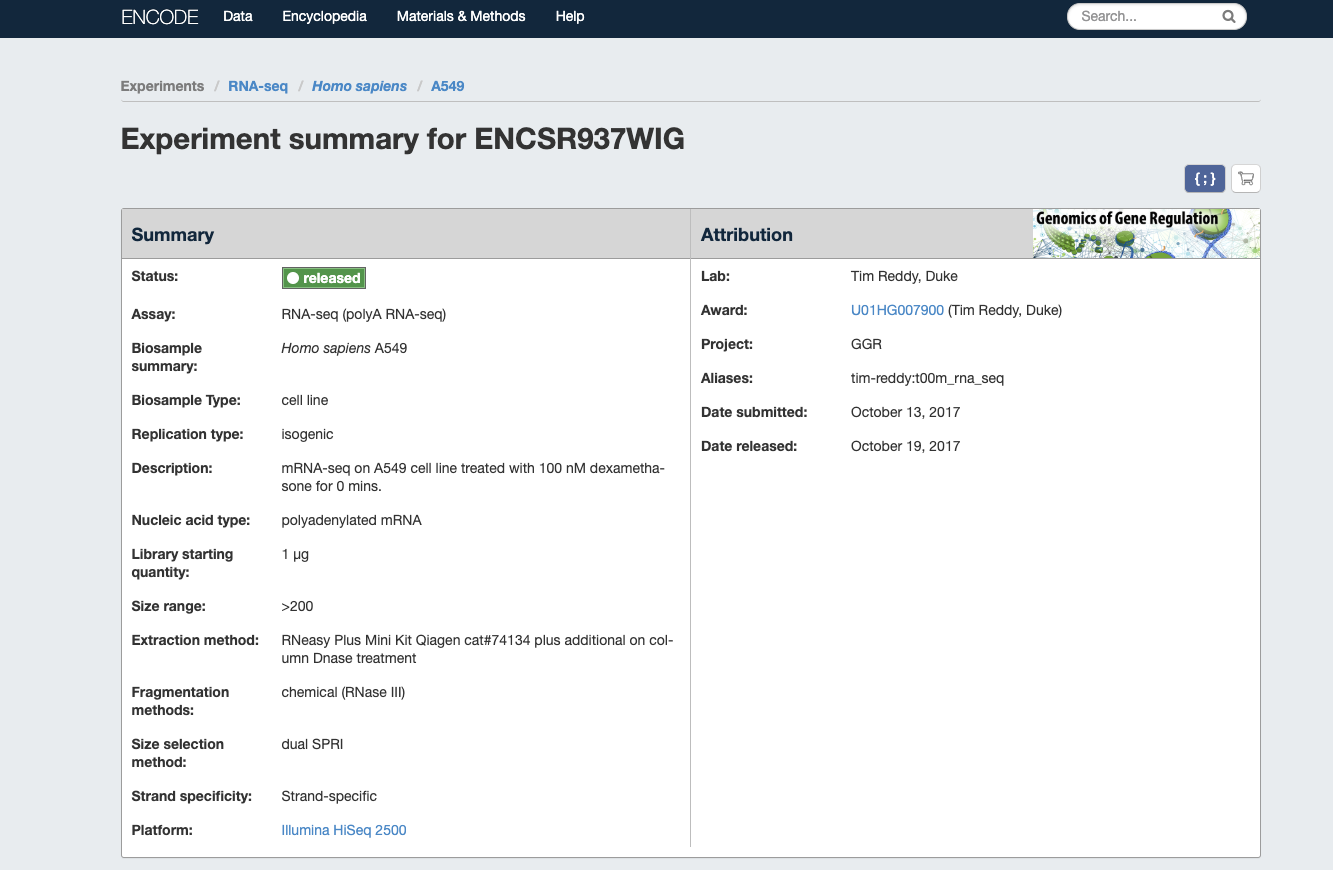 ENCODE Data Encyclopedia Materials & Methods Help Search...
Experiments / RNA-seq / Homo sapiens / A549
Experiment summary for ENCSR937WIG
{;}
Summary
Status: released
Assay: RNA-seq (polyA RNA-seq)
Biosample
summary:
Homo sapiens A549
Biosample Type: cell line
Replication type: isogenic
Description: mRNA-seq on A549 cell line treated with 100 nM dexametha-
sone for 0 mins.
Nucleic acid type: polyadenylated mRNA
Library starting
quantity:
1 µg
Size range: >200
Extraction method: RNeasy Plus Mini Kit Qiagen cat#74134 plus additional on col-
umn Dnase treatment
Fragmentation
methods:
chemical (RNase III)
Size selection
method:
dual SPRI
Strand specificity: Strand-specific
Platform: Illumina HiSeq 2500
Attribution
Genomics of Gene Regulation
Lab: Tim Reddy, Duke
Award: U01HG007900 (Tim Reddy, Duke)
Project: GGR
Aliases: tim-reddy:t00m_rna_seq
Date submitted: October 13, 2017
Date released: October 19, 2017